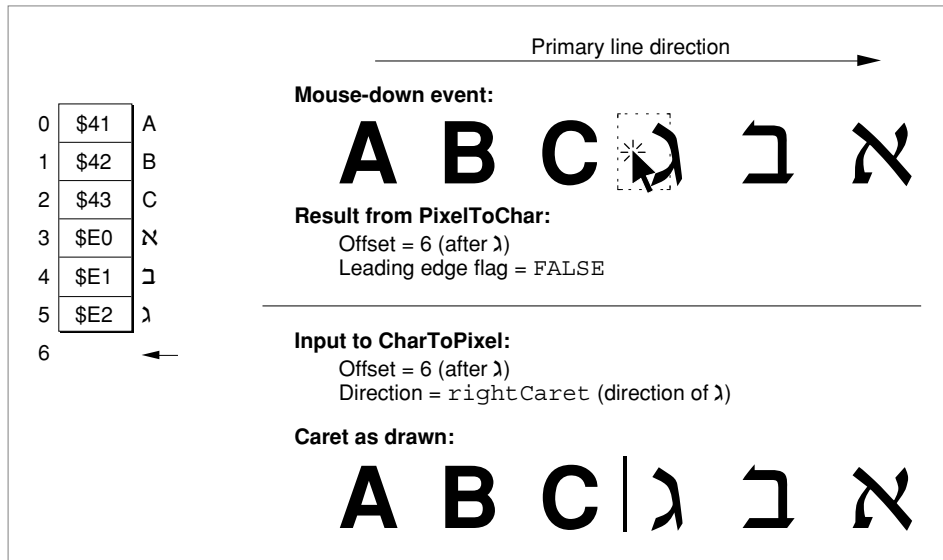 Primary line direction
Mouse-down event:
A B C ג ב א
Result from PixelToChar:
Offset = 6 (after ג)
Leading edge flag = FALSE
0 $41 A
1 $42 B
2 $43 C
3 $E0 א
4 $E1 ב
5 $E2 ג
6
Input to CharToPixel:
Offset = 6 (after ג)
Direction = rightCaret (direction of ג)
Caret as drawn:
A B C ג ב א